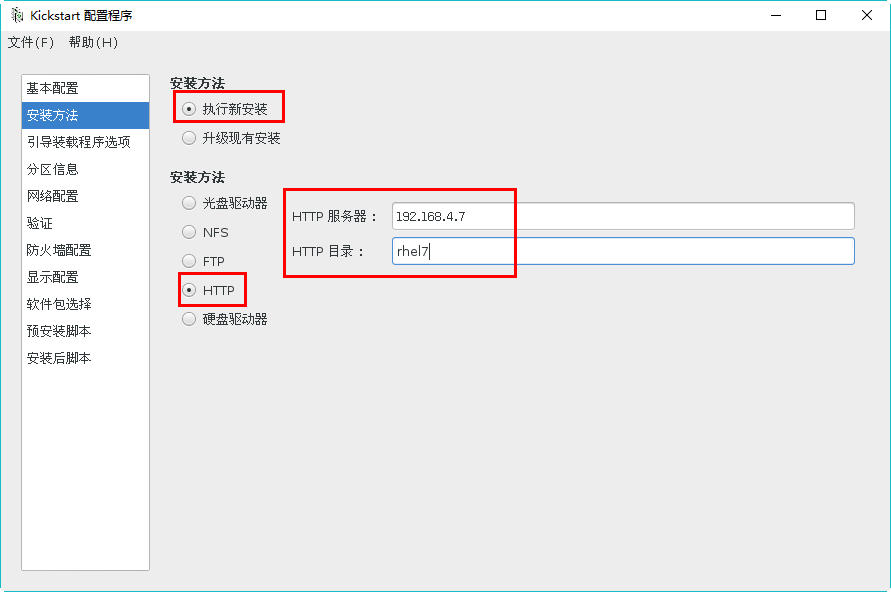 Kickstart 配置程序
文件(F) 帮助(H)
基本配置
安装方法
引导装载程序选项
分区信息
网络配置
验证
防火墙配置
显示配置
软件包选择
预安装脚本
安装后脚本
安装方法
执行新安装
升级现有安装
安装方法
光盘驱动器
NFS
FTP
HTTP
硬盘驱动器
HTTP 服务器： 192.168.4.7
HTTP 目录： rhel7